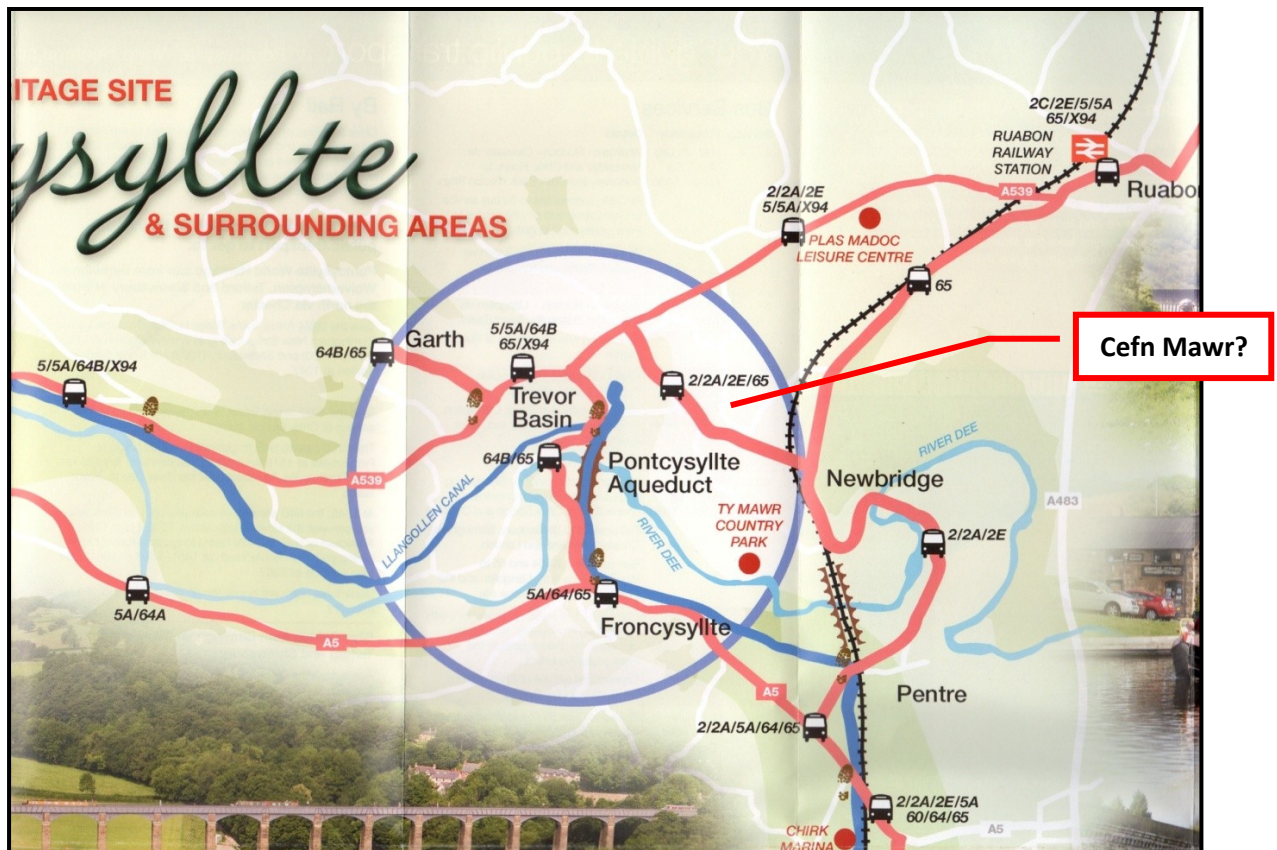 ITAGE SITE
ysyllte
& SURROUNDING AREAS
2C/2E/5/5A
65/X94
RUABON
RAILWAY
STATION
Ruabo
A539
2/2A/2E
5/5A/X94
PLAS MADOC
LEISURE CENTRE
65
Cefn Mawr?
Garth
64B/65
5/5A/64B
65/X94
5/5A/64B/X94
2/2A/2E/65
Trevor
Basin
64B/65
Pontcysyllte
Aqueduct
A539
LLANGOLLEN CANAL
RIVER DEE
TY MAWR
COUNTRY
PARK
Newbridge
RIVER DEE
A483
2/2A/2E
5A/64A
5A/64/65
Froncysyllte
A5
A5
Pentre
2/2A/5A/64/65
2/2A/2E/5A
60/64/65
A5
CHIRK
MARINA